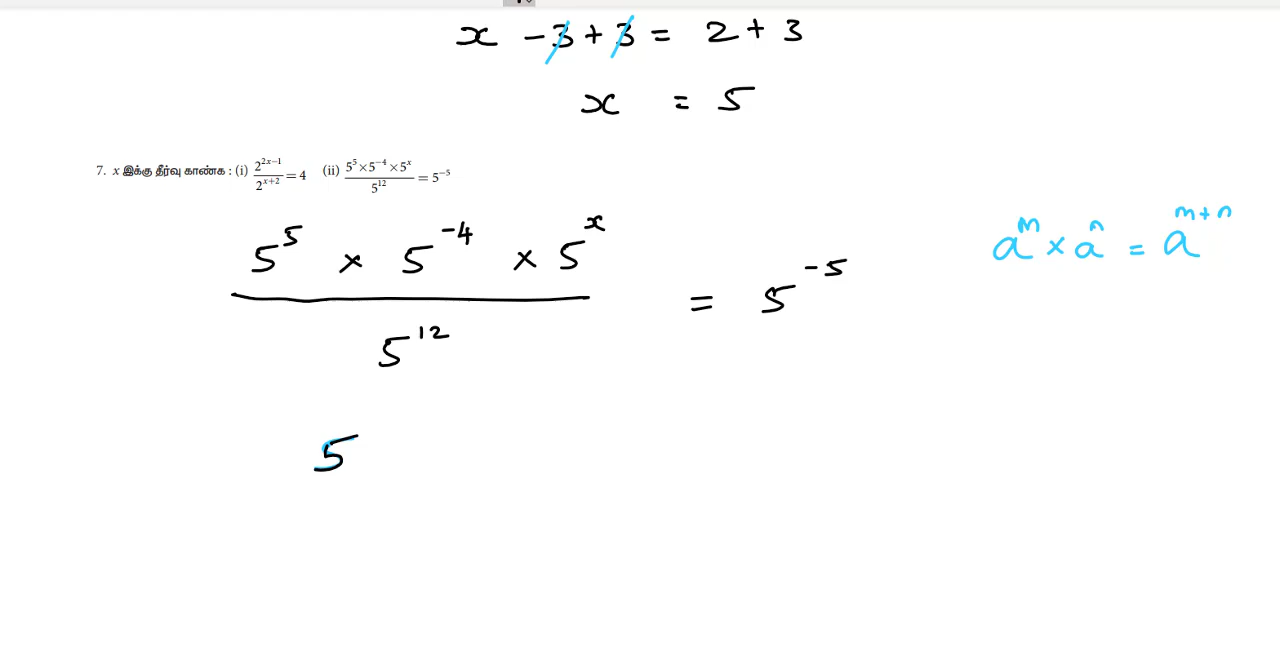 x - 3 + 3 = 2 + 3
x = 5
7. x இக்கு தீர்வு காண்க : (i) 2^{2x-1}/2^{x+2} = 4 (ii) 5^5 × 5^{-4} × 5^x/5^{12} = 5^{-5}
5^5 × 5^{-4} × 5^x / 5^{12} = 5^{-5}
a^m × a^n = a^{m+n}
5